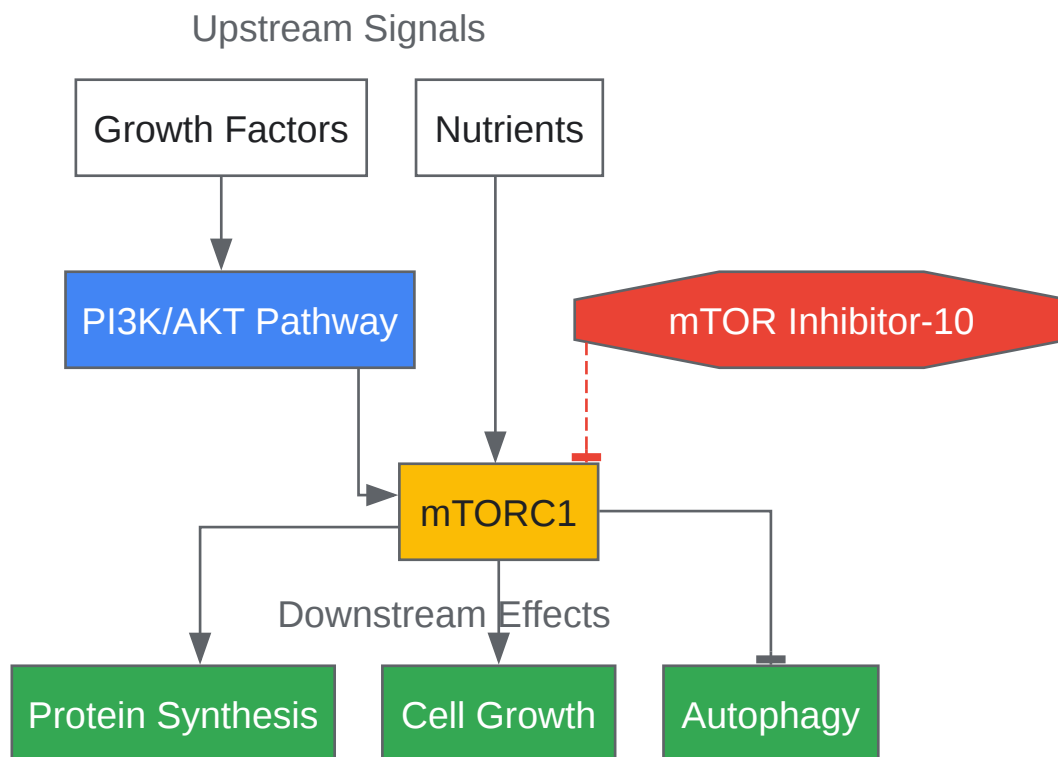 Upstream Signals
Growth Factors
Nutrients
PI3K/AKT Pathway
mTOR Inhibitor-10
mTORC1
Downstream Effects
Protein Synthesis
Cell Growth
Autophagy